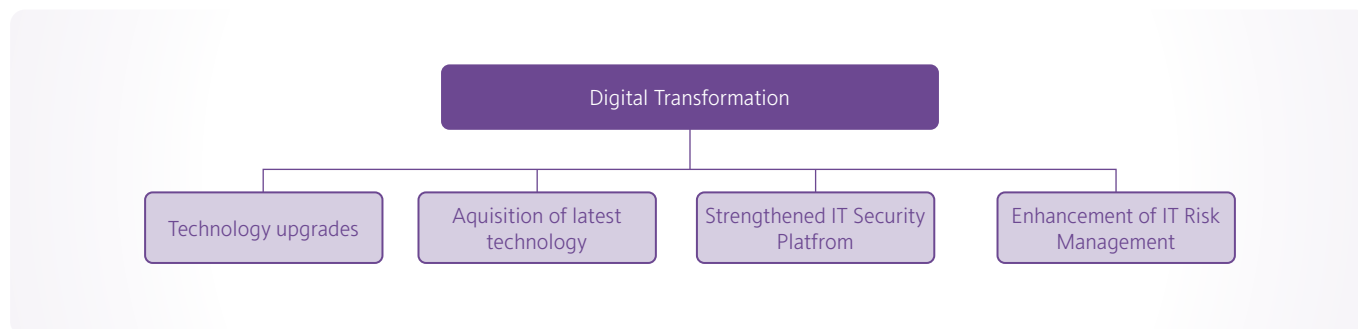 Digital Transformation
Technology upgrades
Aquisition of latest
technology
Strengthened IT Security
Platfrom
Enhancement of IT Risk
Management